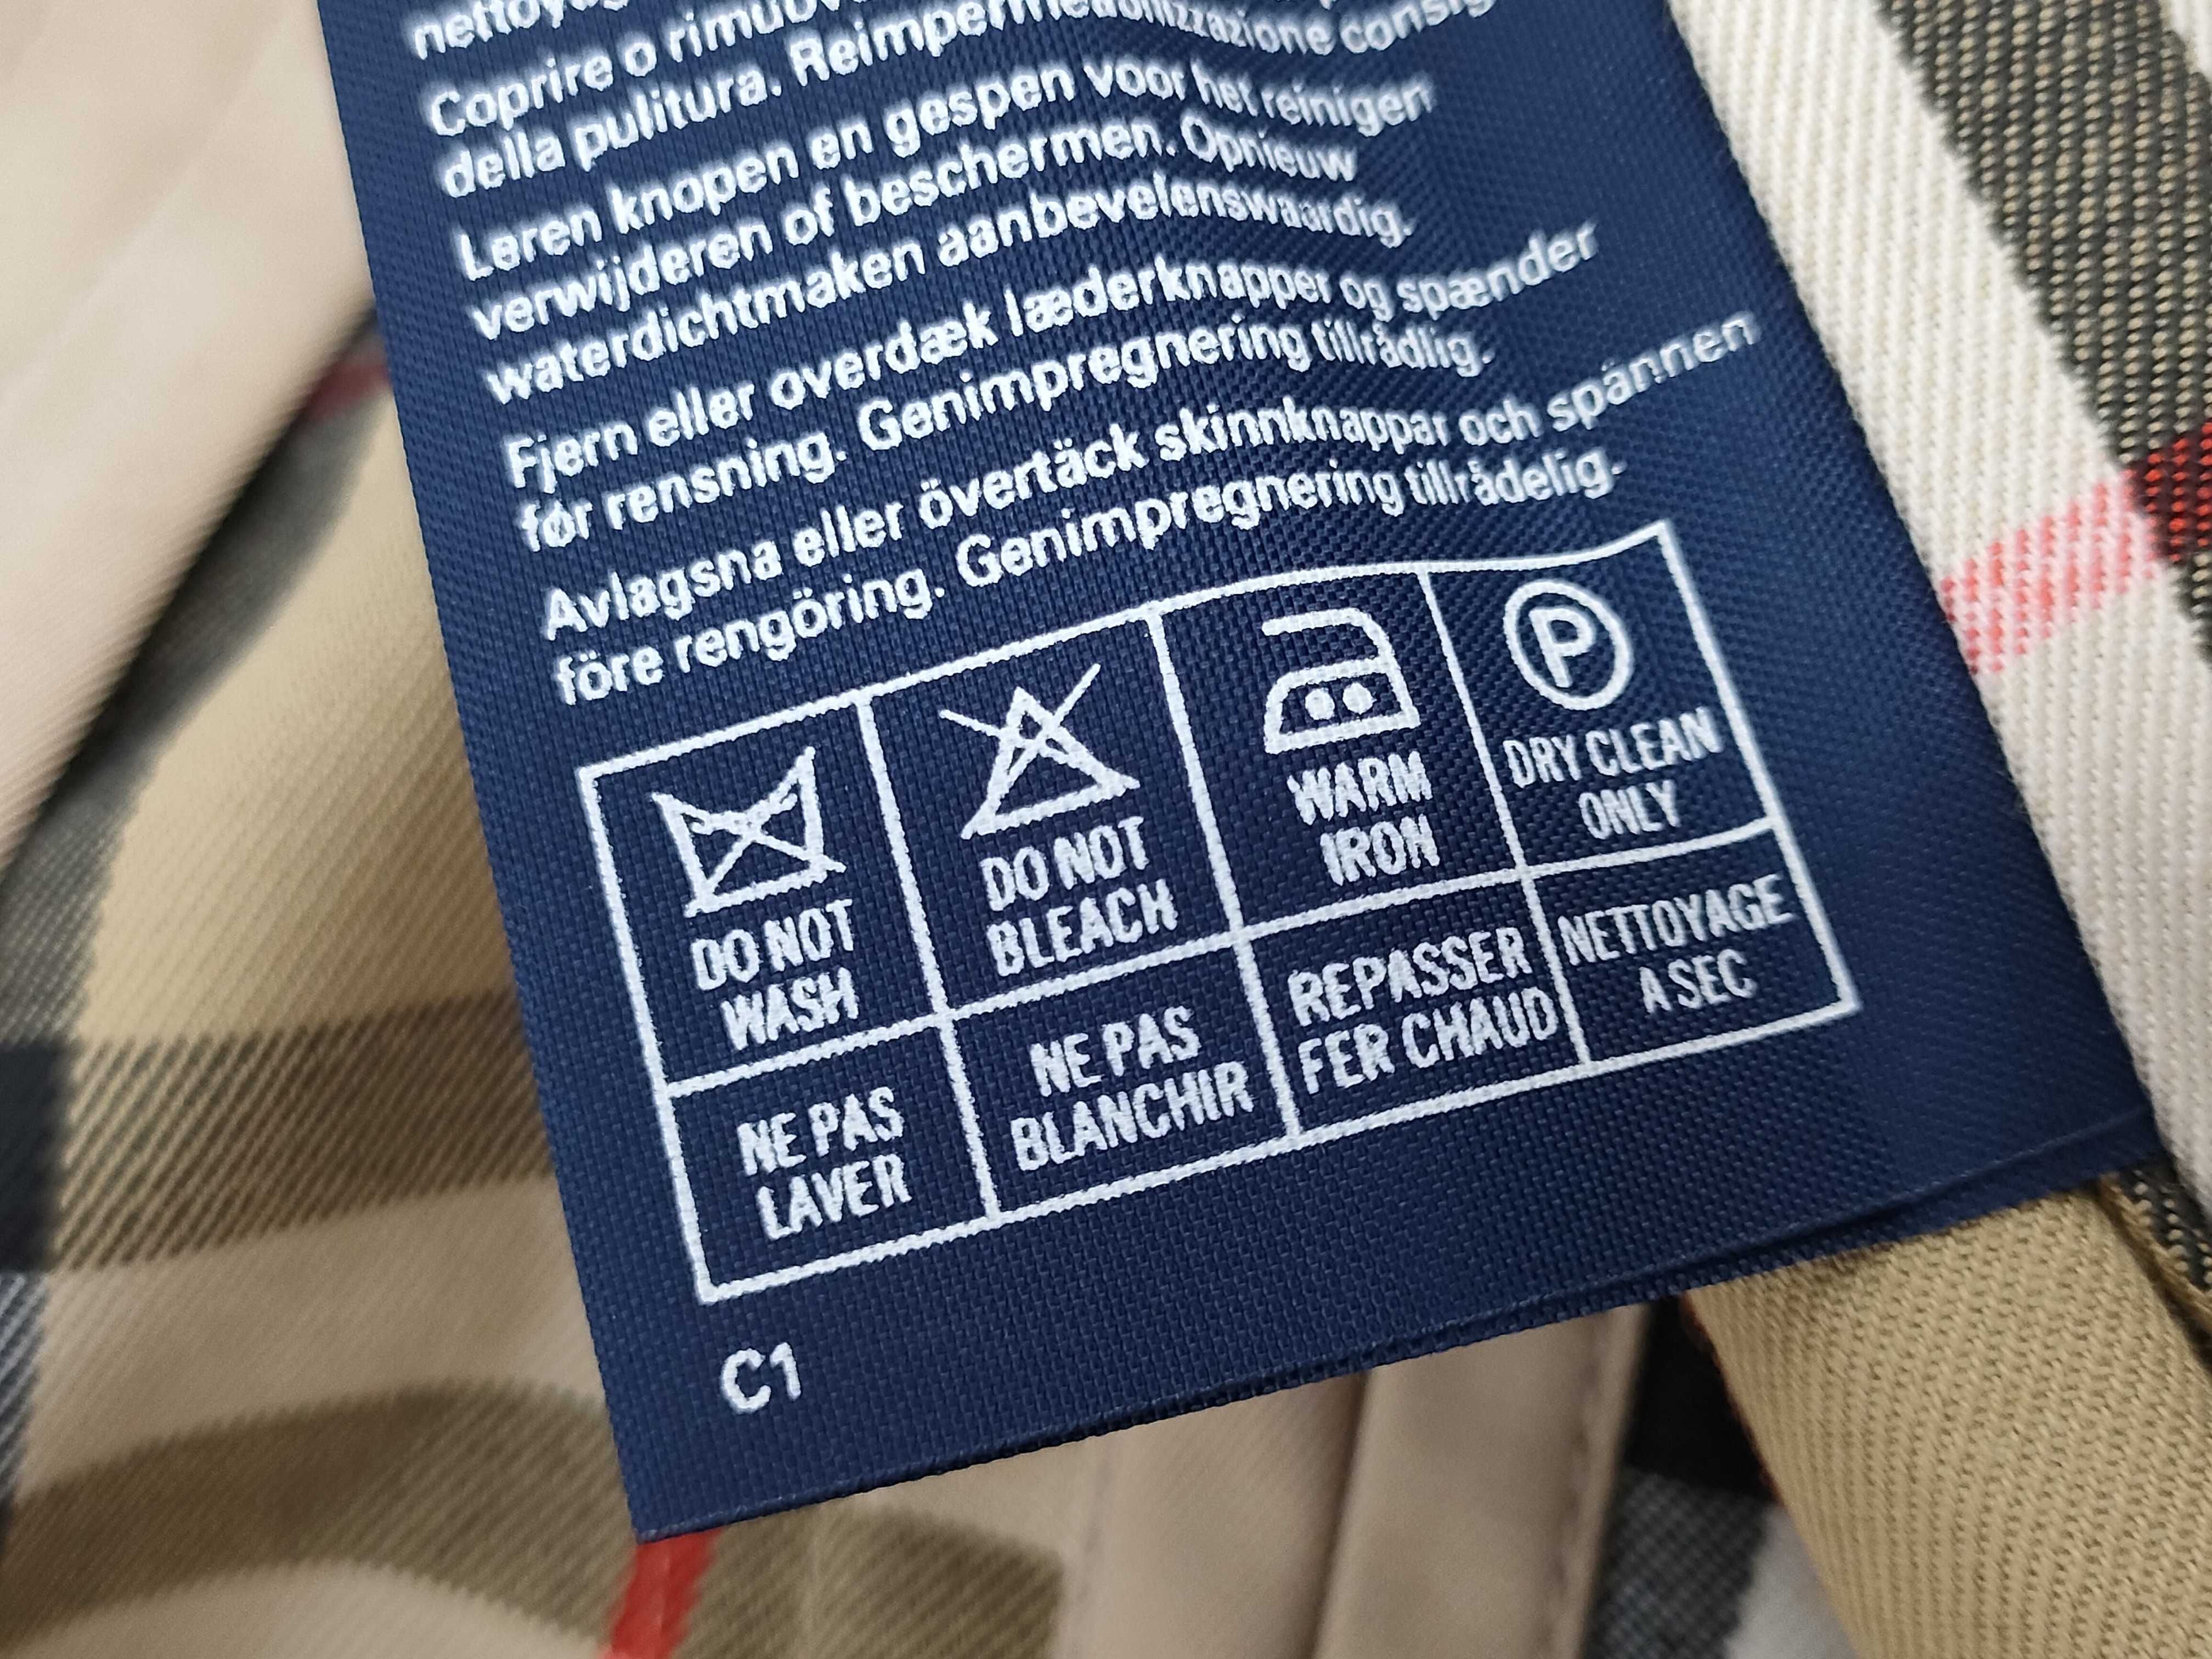 Coprire o
della pulitura. Reimpermeabilizzazione
Leren knopen en gespen voor het reinigen
verwijderen of beschermen. Opnieuw
waterdichtmaken aanbevelenswaardig.
Fjern eller overdæk læderknapper og spænder
før rensning. Genimpregnering tillrådlig.
Avlagsna eller övertäck skinnknappar och spännen
före rengöring. Genimpregnering tillrådelig.
P
DO NOT
WASH
DO NOT
BLEACH
WARM
IRON
DRY CLEAN
ONLY
NE PAS
LAVER
NE PAS
BLANCHIR
REPASSER
FER CHAUD
NETTOYAGE
A SEC
C1